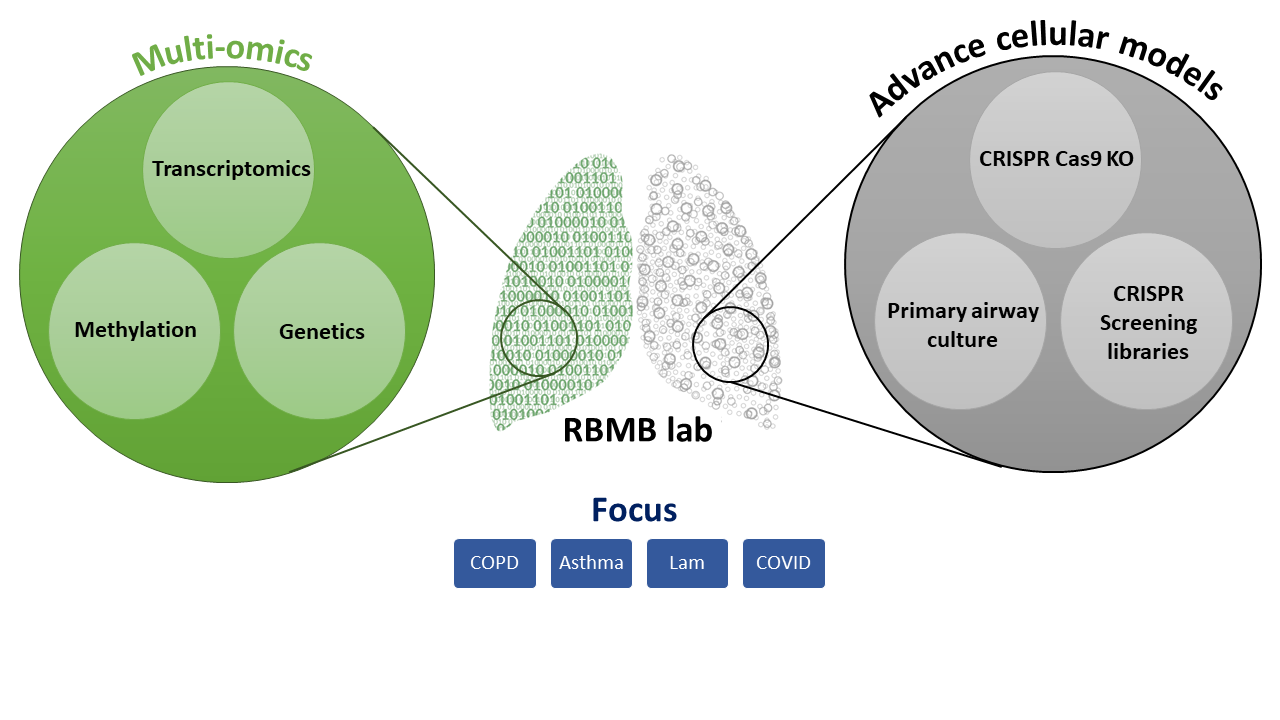 Multi-omics
Transcriptomics
Methylation
Genetics
Advance cellular models
CRISPR Cas9 KO
Primary airway
culture
CRISPR
Screening
libraries
RBMB lab
Focus
COPD
Asthma
Lam
COVID